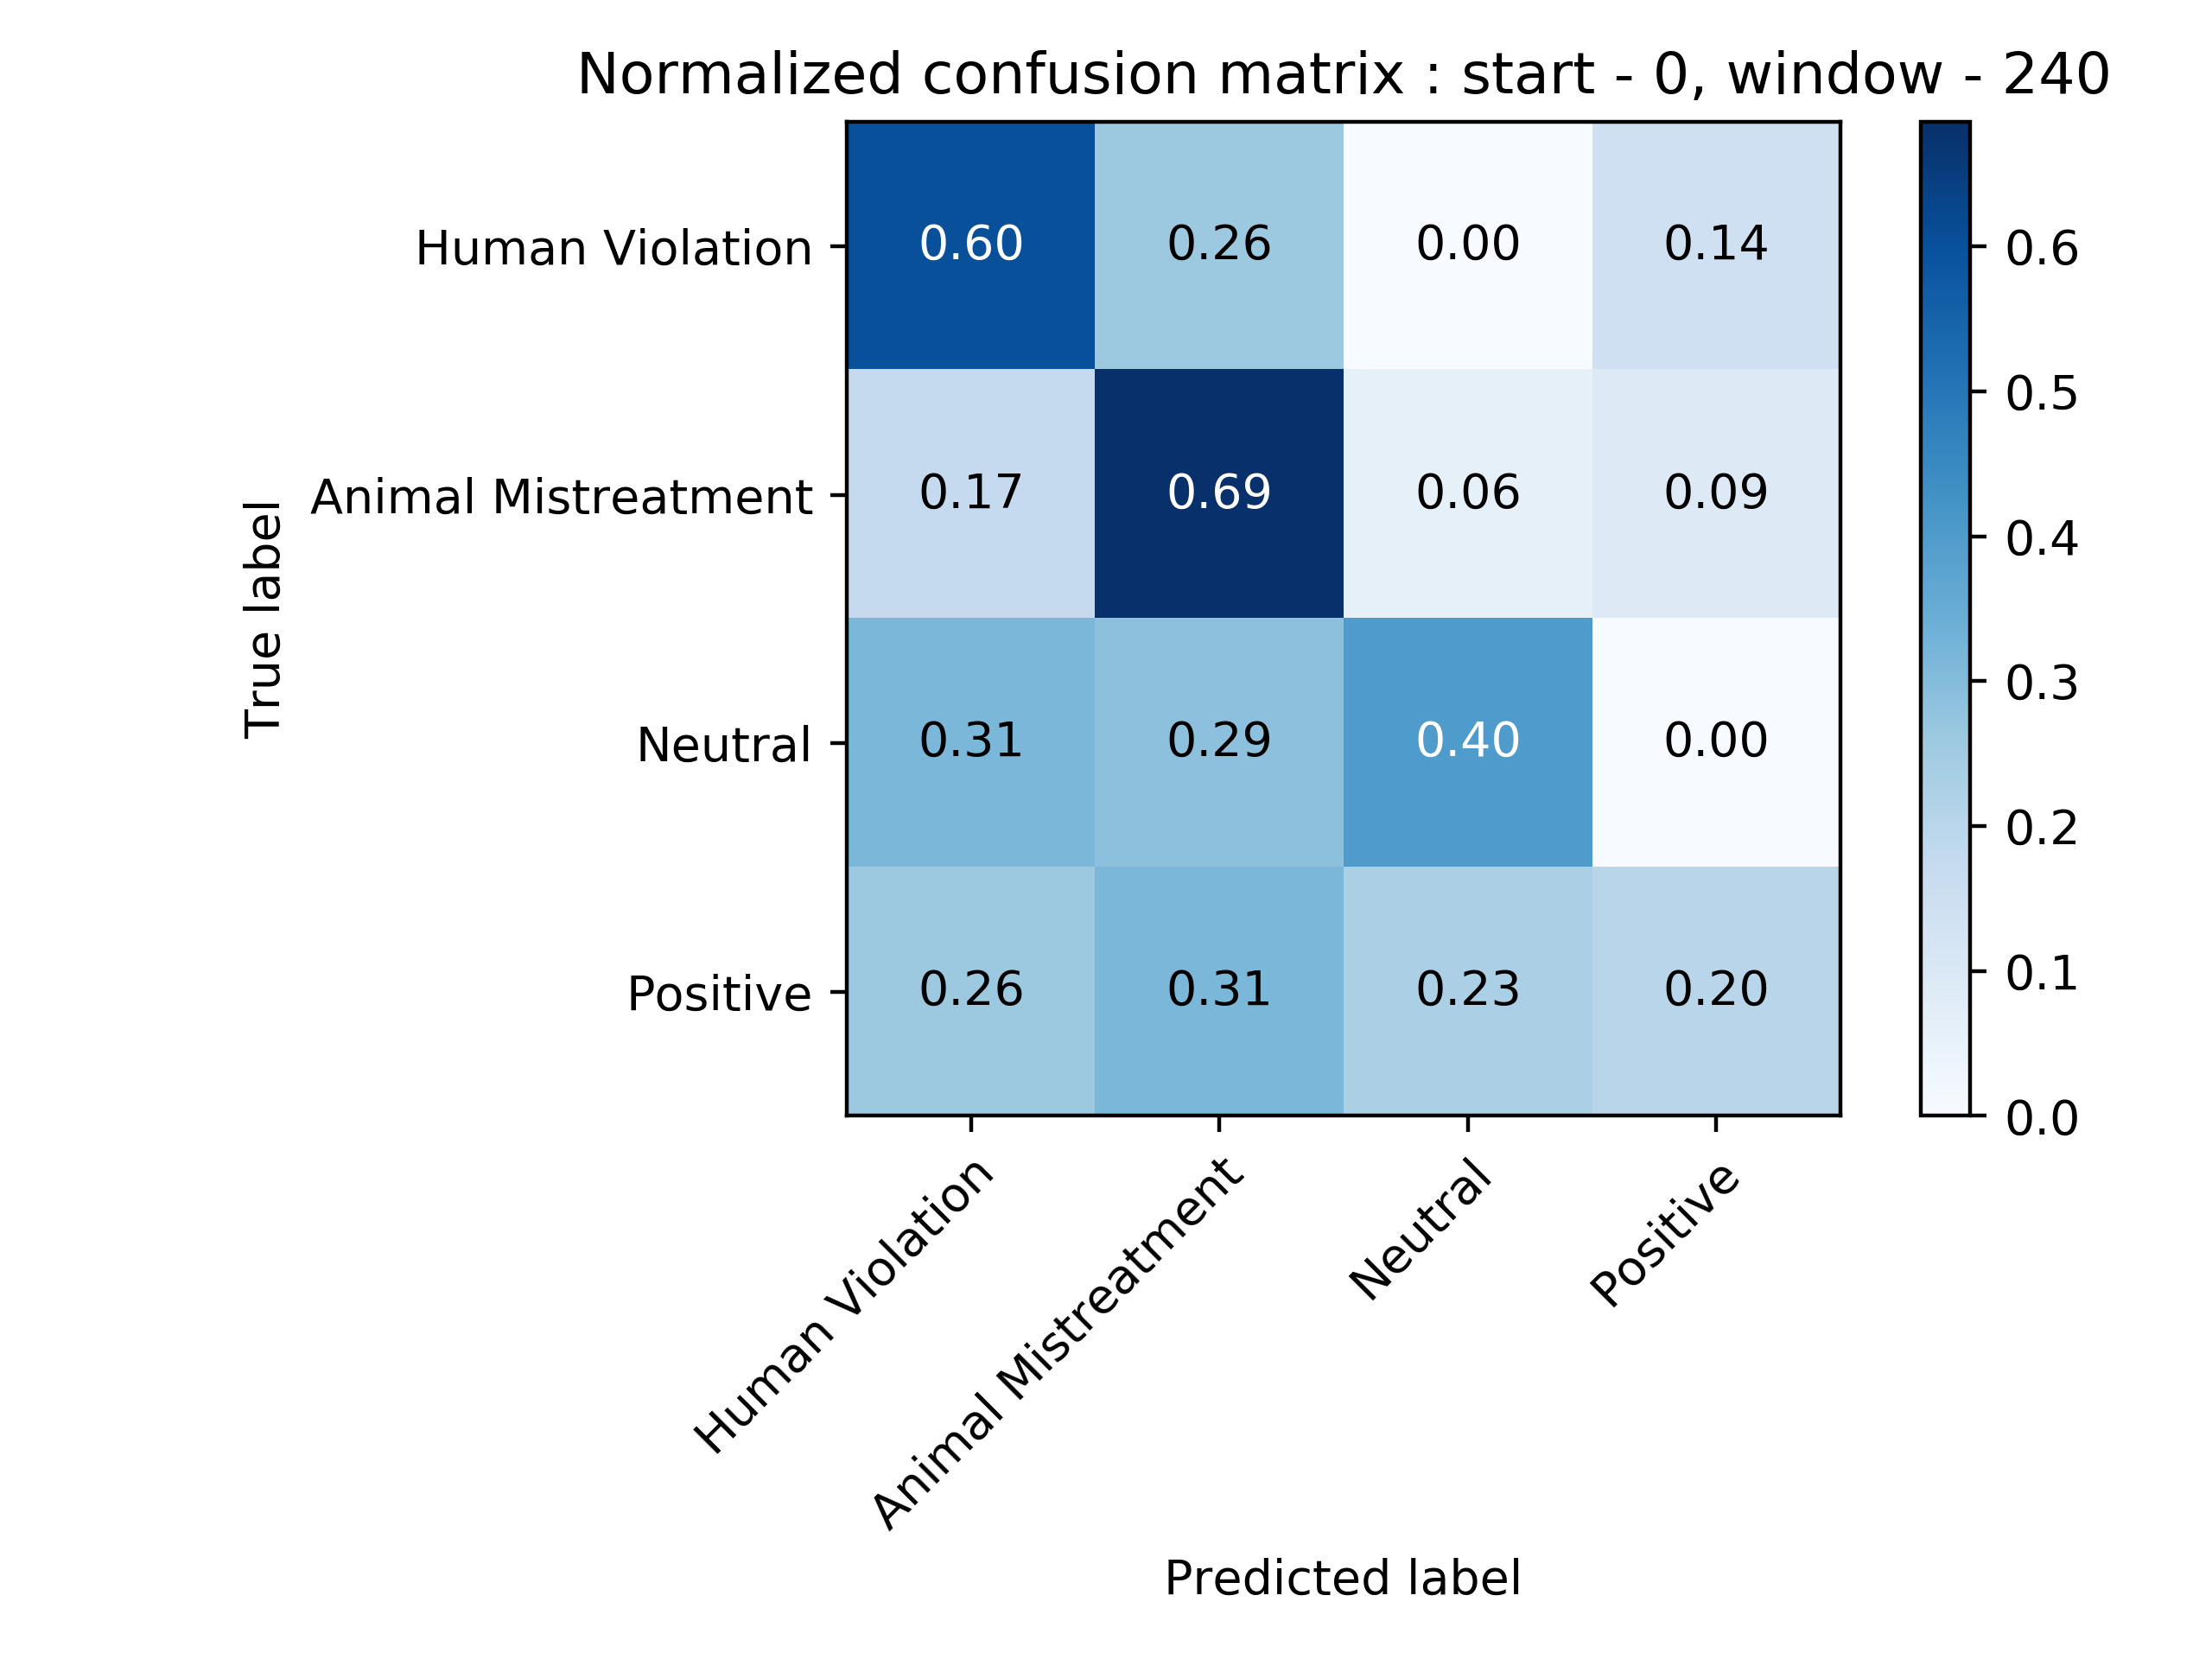 Normalized confusion matrix : start - 0, window - 240
True label
Human Violation
0.60 0.26 0.00 0.14
Animal Mistreatment
0.17 0.69 0.06 0.09
Neutral
0.31 0.29 0.40 0.00
Positive
0.26 0.31 0.23 0.20
Human Violation
Animal Mistreatment
Neutral
Positive
Predicted label
0.6
0.5
0.4
0.3
0.2
0.1
0.0